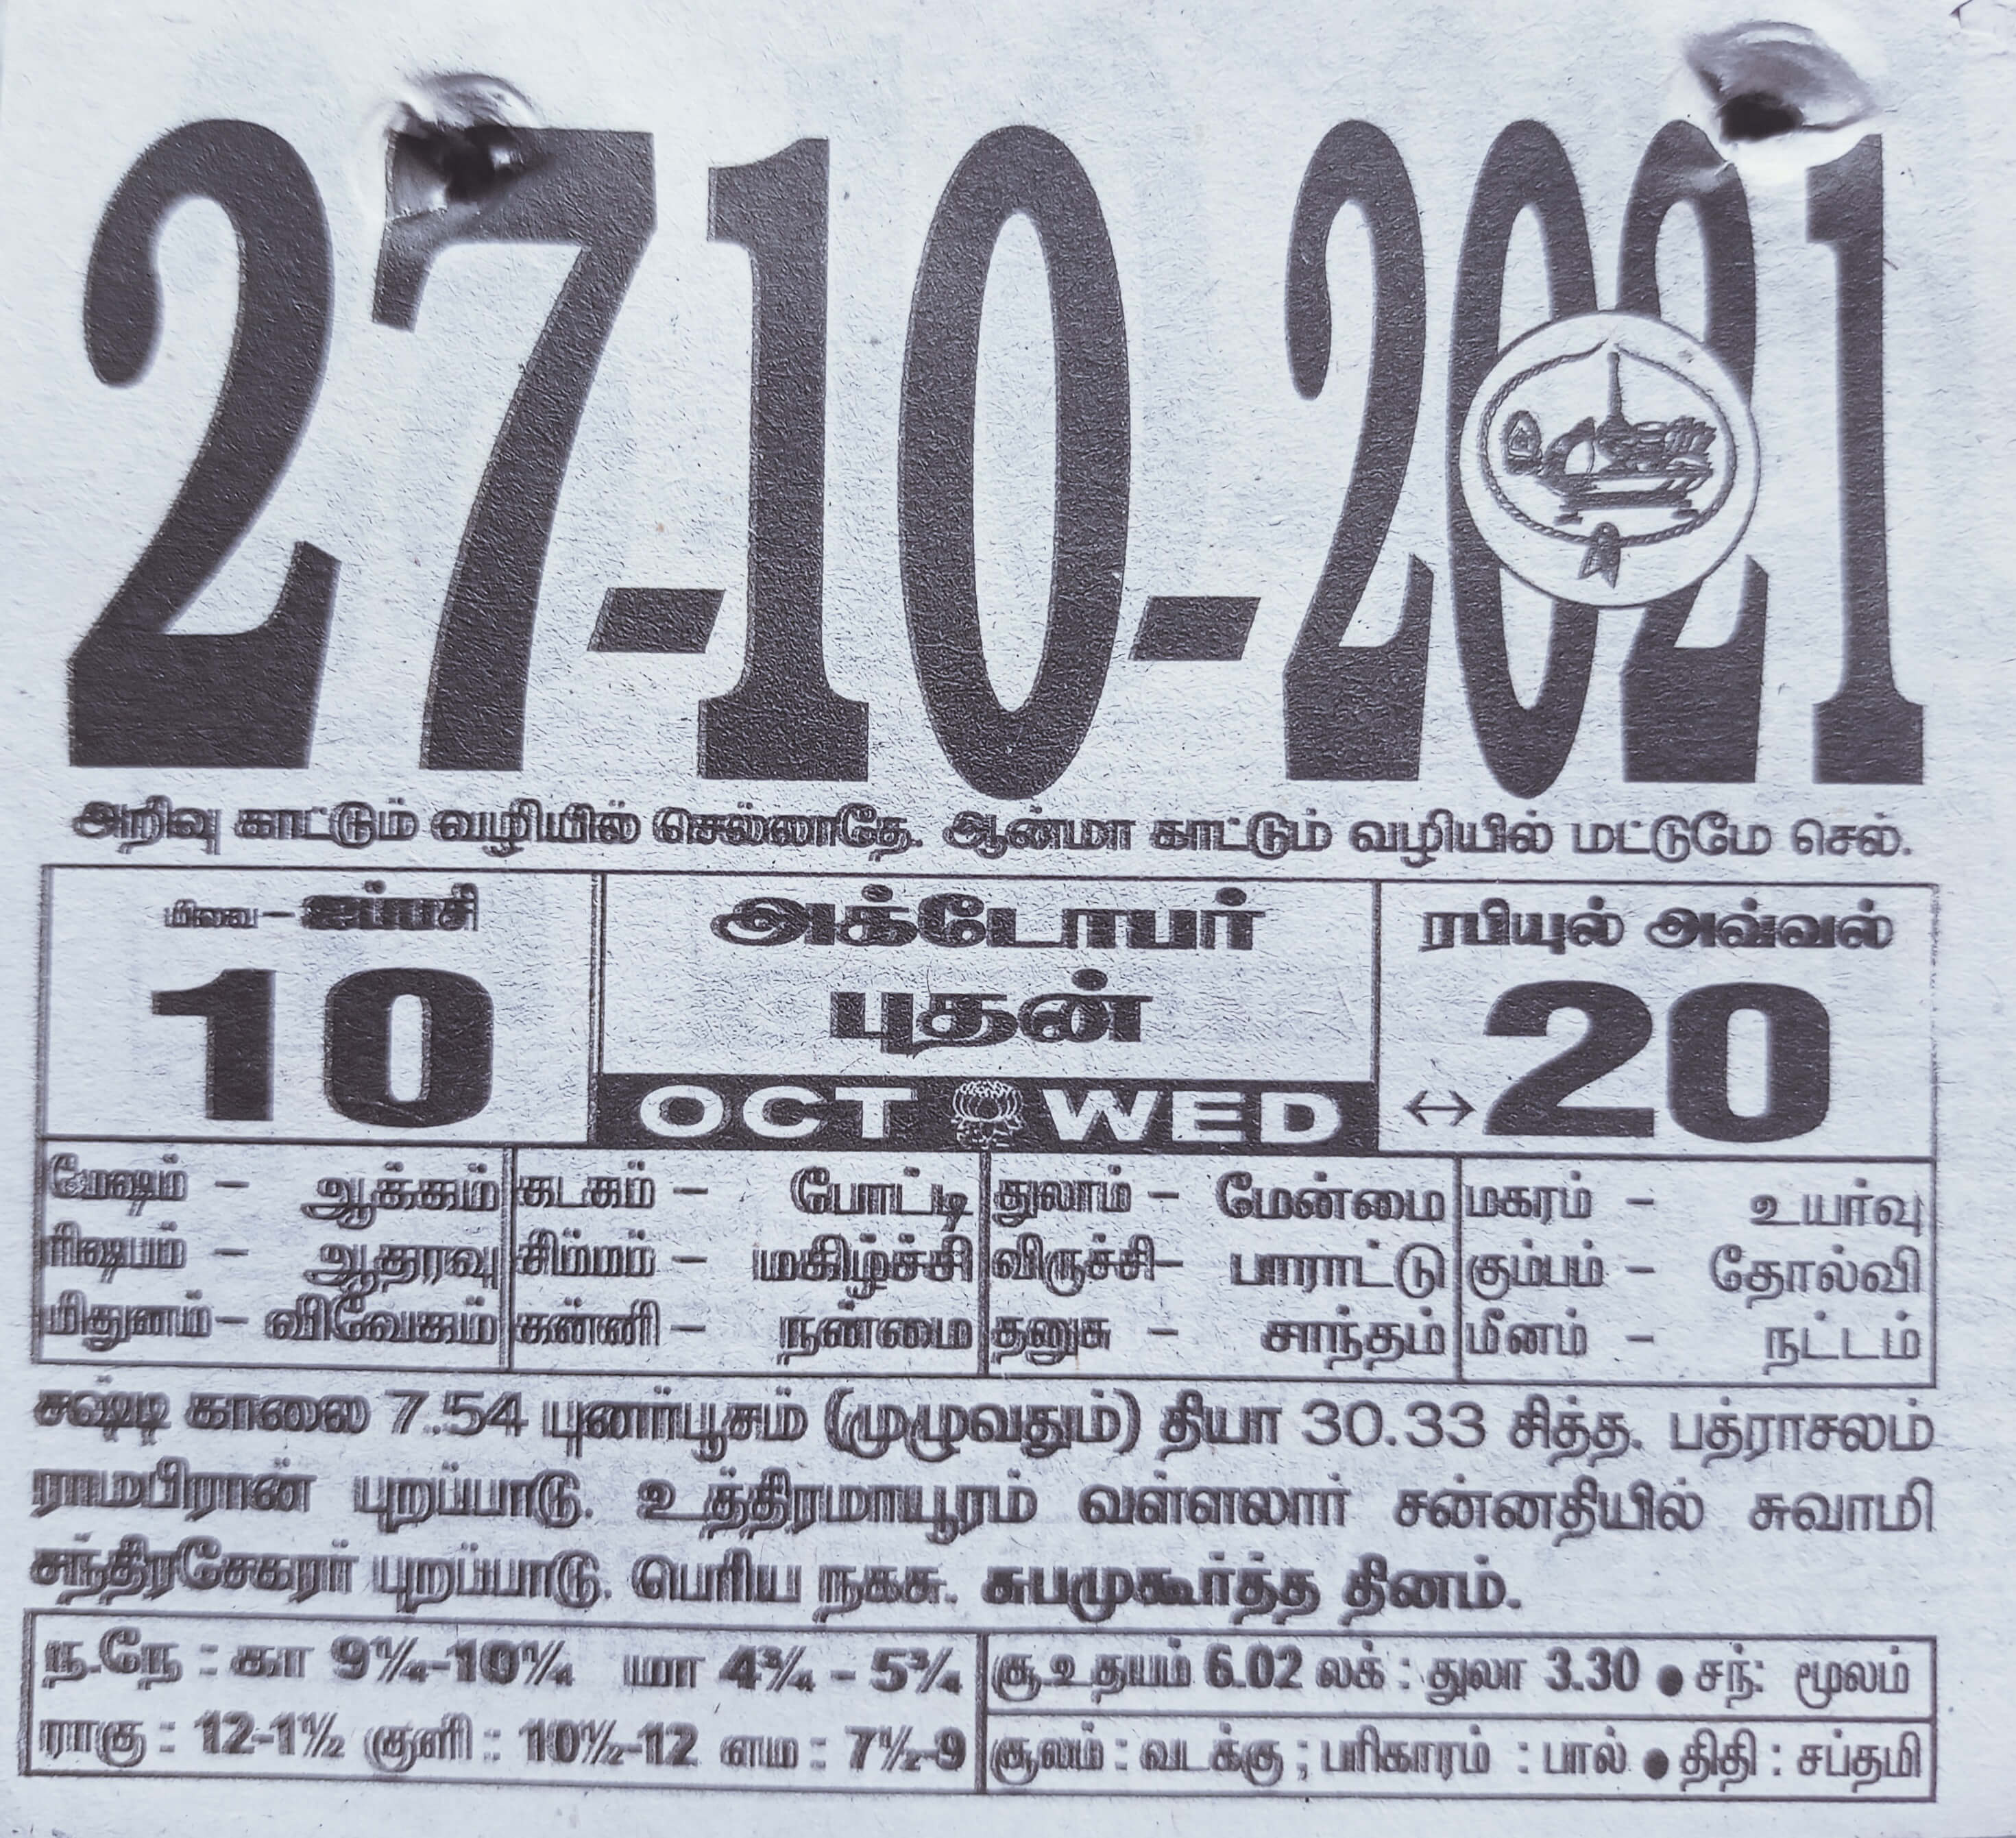 27-10-2021
அறிவு காட்டும் வழியில் செல்லாதே. ஆன்மா காட்டும் வழியில் மட்டுமே செல்.
பிலவ - ஐப்பசி
10
அக்டோபர்
புதன்
OCT WED
ரபியுல் அவ்வல்
↔ 20
மேஷம் - ஆக்கம் கடகம் - போட்டி துலாம் - மேன்மை மகரம் - உயர்வு
ரிஷபம் - ஆதரவு சிம்மம் - மகிழ்ச்சி விருச்சி- பாராட்டு கும்பம் - தோல்வி
மிதுனம்- விவேகம் கன்னி - நன்மை தனுசு - சாந்தம் மீனம் - நட்டம்
சஷ்டி காலை 7.54 புனர்பூசம் (முழுவதும்) தியா 30.33 சித்த. பத்ராசலம்
ராமபிரான் புறப்பாடு. உத்திரமாயூரம் வள்ளலார் சன்னதியில் சுவாமி
சந்திரசேகரர் புறப்பாடு. பெரிய நகசு. சுபமுகூர்த்த தினம்.
ந.நே : கா 9¼-10¼ மா 4¾ - 5¾ சூ.உதயம் 6.02 லக் : துலா 3.30 ● சந்: மூலம்
ராகு : 12-1½ குளி : 10½-12 எம : 7½-9 சூலம் : வடக்கு ; பரிகாரம் : பால் ● திதி : சப்தமி